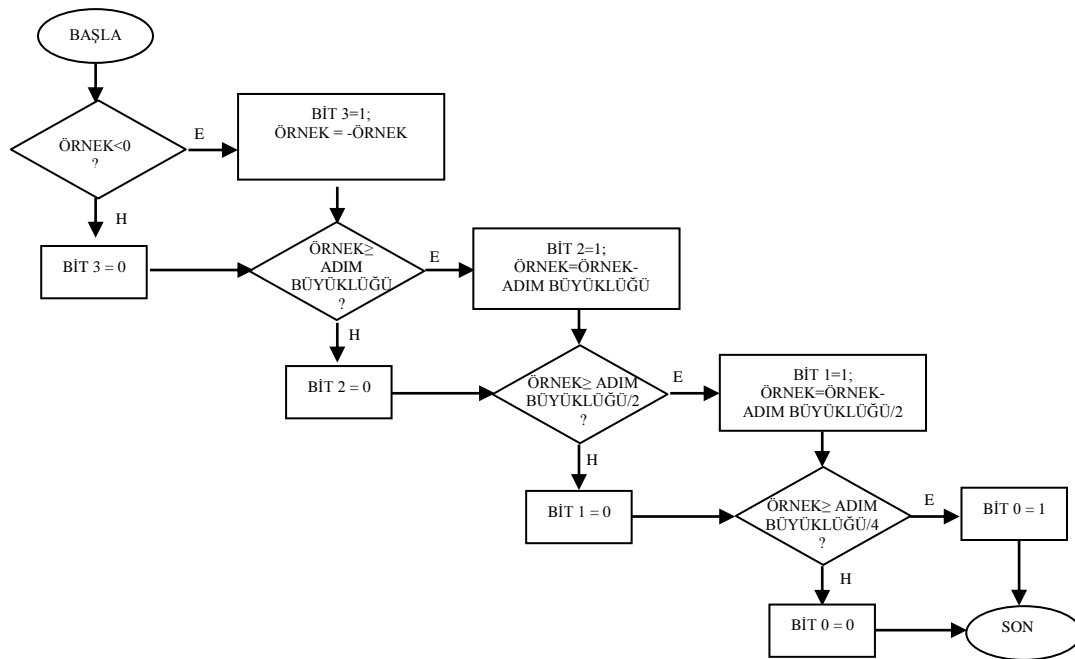 BAŞLA
ÖRNEK<0
?
E
BİT 3=1;
ÖRNEK = -ÖRNEK
H
BİT 3 = 0
ÖRNEK≥
ADIM
BÜYÜKLÜĞÜ
?
E
BİT 2=1;
ÖRNEK=ÖRNEK-
ADIM BÜYÜKLÜĞÜ
H
BİT 2 = 0
ÖRNEK≥ ADIM
BÜYÜKLÜĞÜ/2
?
E
BİT 1=1;
ÖRNEK=ÖRNEK-
ADIM BÜYÜKLÜĞÜ/2
H
BİT 1 = 0
ÖRNEK≥ ADIM
BÜYÜKLÜĞÜ/4
?
E
BİT 0 = 1
H
BİT 0 = 0
SON